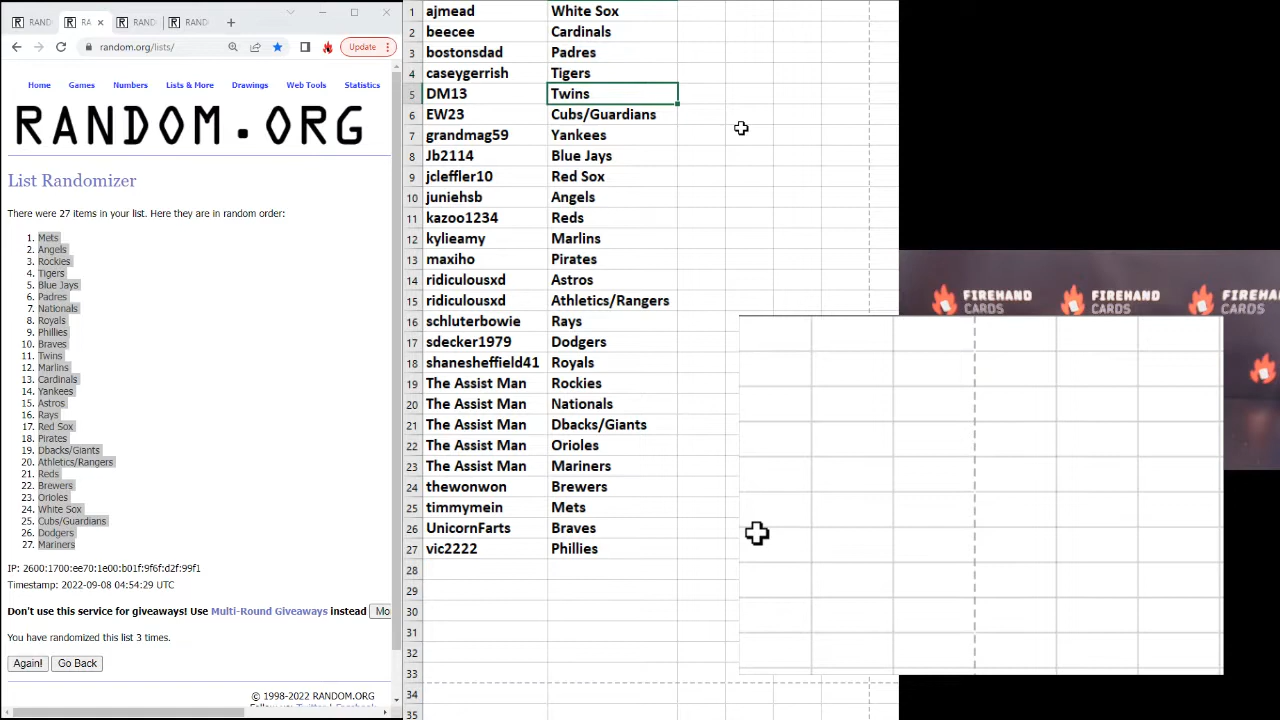 RAND
RA
RAND
RAND
random.org/lists/
Update
Home Games Numbers Lists & More Drawings Web Tools Statistics
RANDOM.ORG
List Randomizer
There were 27 items in your list. Here they are in random order:
1. Mets
2. Angels
3. Rockies
4. Tigers
5. Blue Jays
6. Padres
7. Nationals
8. Royals
9. Phillies
10. Braves
11. Twins
12. Marlins
13. Cardinals
14. Yankees
15. Astros
16. Rays
17. Red Sox
18. Pirates
19. Dbacks/Giants
20. Athletics/Rangers
21. Reds
22. Brewers
23. Orioles
24. White Sox
25. Cubs/Guardians
26. Dodgers
27. Mariners
IP: 2600:1700:ee70:1e00:b01f:9f6f:d2f:99f1
Timestamp: 2022-09-08 04:54:29 UTC
Don't use this service for giveaways! Use Multi-Round Giveaways instead Mo
You have randomized this list 3 times.
Again! Go Back
© 1998-2022 RANDOM.ORG
Follow us: Twitter | Facebook
1 ajmead White Sox
2 beecee Cardinals
3 bostonsdad Padres
4 caseygerrish Tigers
5 DM13 Twins
6 EW23 Cubs/Guardians
7 grandmag59 Yankees
8 Jb2114 Blue Jays
9 jcleffler10 Red Sox
10 juniehsb Angels
11 kazoo1234 Reds
12 kylieamy Marlins
13 maxiho Pirates
14 ridiculousxd Astros
15 ridiculousxd Athletics/Rangers
16 schluterbowie Rays
17 sdecker1979 Dodgers
18 shanesheffield41 Royals
19 The Assist Man Rockies
20 The Assist Man Nationals
21 The Assist Man Dbacks/Giants
22 The Assist Man Orioles
23 The Assist Man Mariners
24 thewonwon Brewers
25 timmymein Mets
26 UnicornFarts Braves
27 vic2222 Phillies
28
29
30
31
32
33
34
35
FIREHAND CARDS
FIREHAND CARDS
FIREHA
CARDS